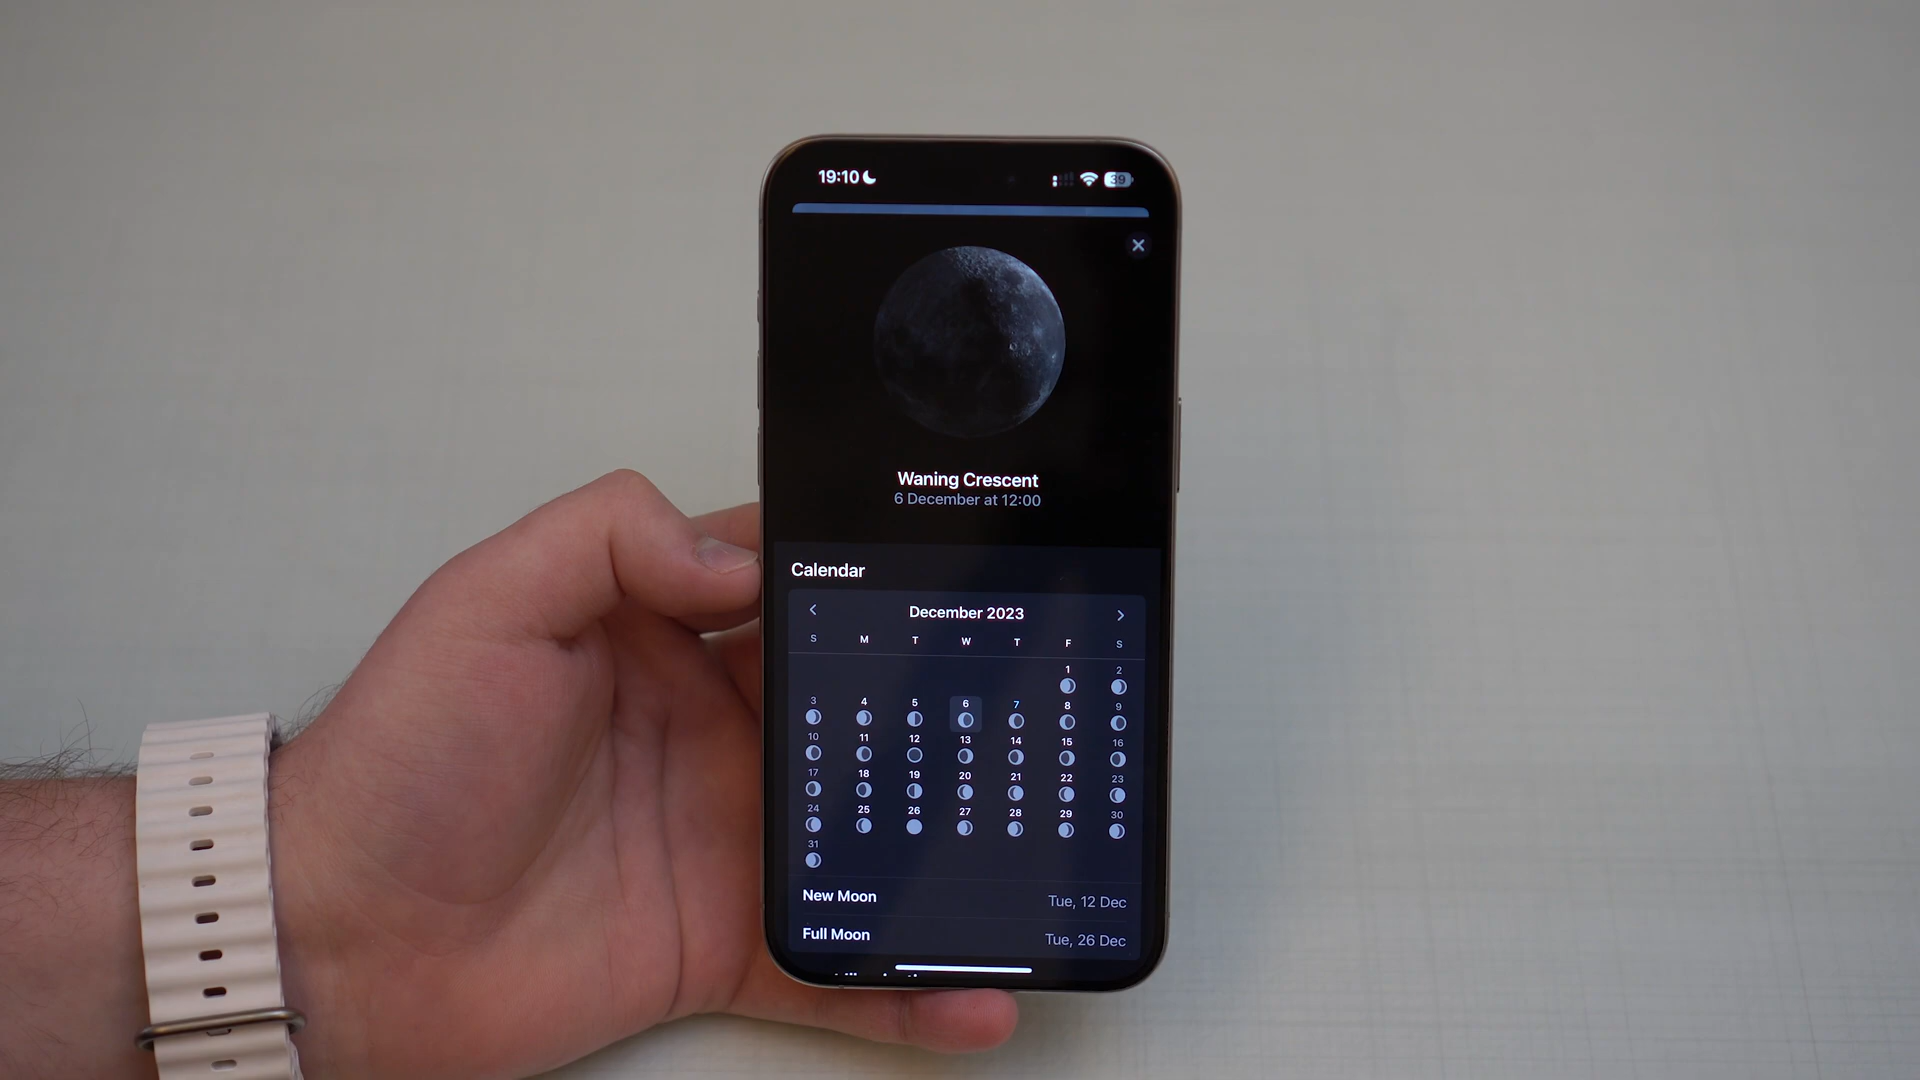 19:10
39
Waning Crescent
6 December at 12:00
Calendar
December 2023
S M T W T F S
1 2
3 4 5 6 7 8 9
10 11 12 13 14 15 16
17 18 19 20 21 22 23
24 25 26 27 28 29 30
31
New Moon Tue, 12 Dec
Full Moon Tue, 26 Dec